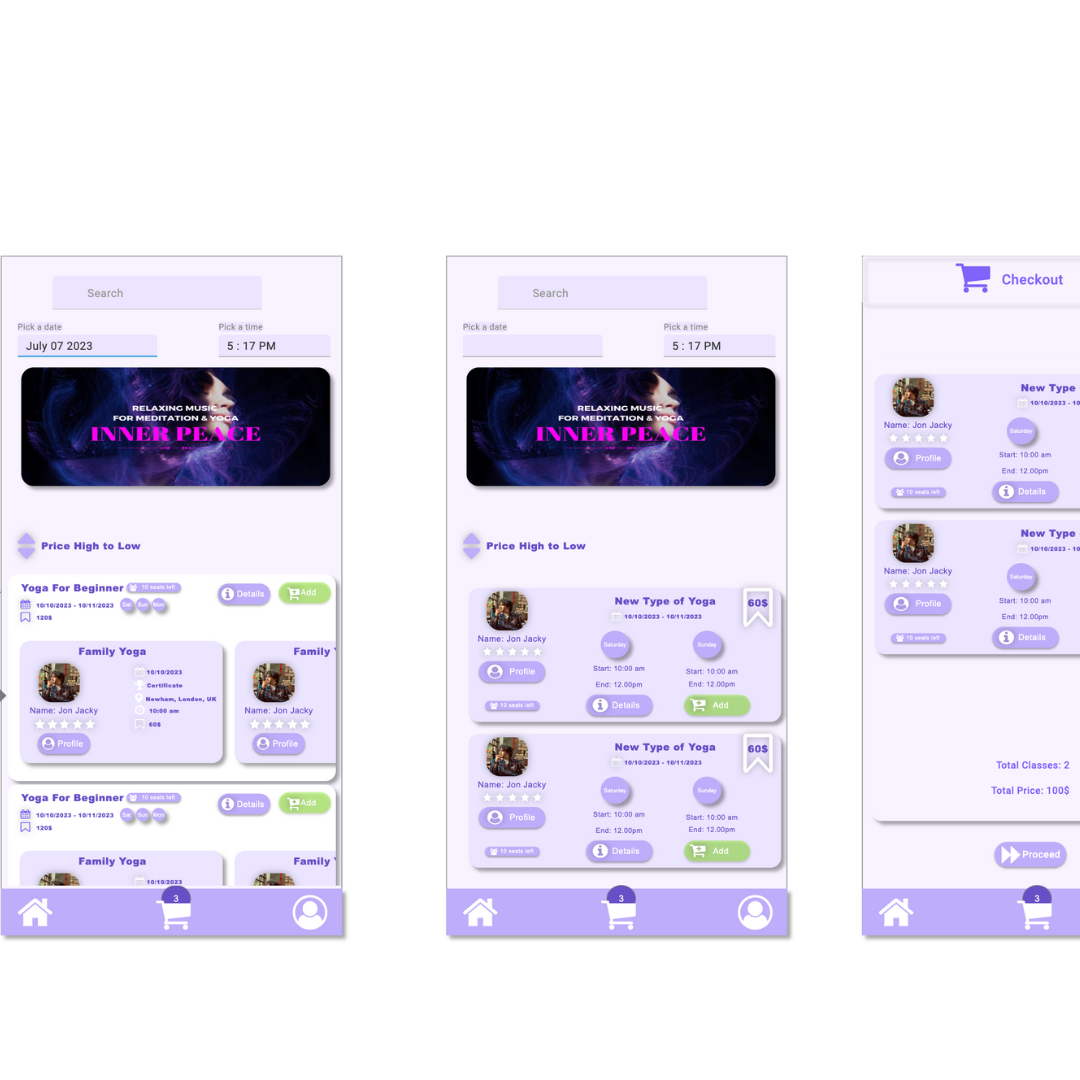 Search
Pick a date
Pick a time
July 07 2023
5 : 17 PM
RELAXING MUSIC
FOR MEDITATION & YOGA
INNER PEACE
Price High to Low
Yoga For Beginner
10 seats left
Details
Add
10/10/2023 - 10/11/2023
Sat
Sun
Mon
120$
Family Yoga
Name: Jon Jacky
Profile
10/10/2023
Certificate
Newham, London, UK
10:00 am
60$
Family Y
Name: Jon Jacky
Profile
Yoga For Beginner
10 seats left
Details
Add
10/10/2023 - 10/11/2023
Sat
Sun
Mon
120$
Family Yoga
10/10/2023
Family Y
3
Search
Pick a date
Pick a time
5 : 17 PM
RELAXING MUSIC
FOR MEDITATION & YOGA
INNER PEACE
Price High to Low
New Type of Yoga
60$
10/10/2023 - 10/11/2023
Name: Jon Jacky
Profile
10 seats left
Saturday
Start: 10:00 am
End: 12.00pm
Details
Sunday
Start: 10:00 am
End: 12.00pm
Add
New Type of Yoga
60$
10/10/2023 - 10/11/2023
Name: Jon Jacky
Profile
10 seats left
Saturday
Start: 10:00 am
End: 12.00pm
Details
Sunday
Start: 10:00 am
End: 12.00pm
Add
3
Checkout
New Type
10/10/2023 - 10
Name: Jon Jacky
Profile
10 seats left
Saturday
Start: 10:00 am
End: 12.00pm
Details
New Type
10/10/2023 - 10
Name: Jon Jacky
Profile
10 seats left
Saturday
Start: 10:00 am
End: 12.00pm
Details
Total Classes: 2
Total Price: 100$
Proceed
3